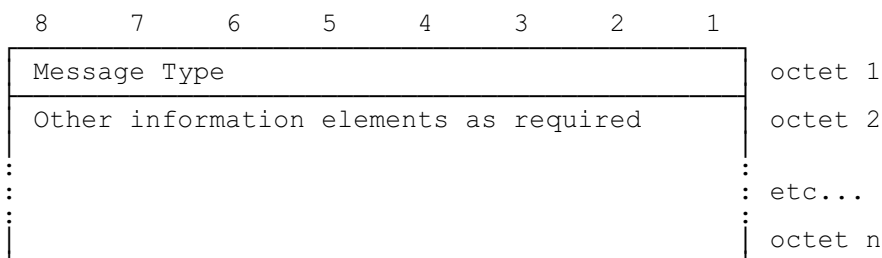 8 7 6 5 4 3 2 1
Message Type octet 1
Other information elements as required octet 2
: : etc...
octet n